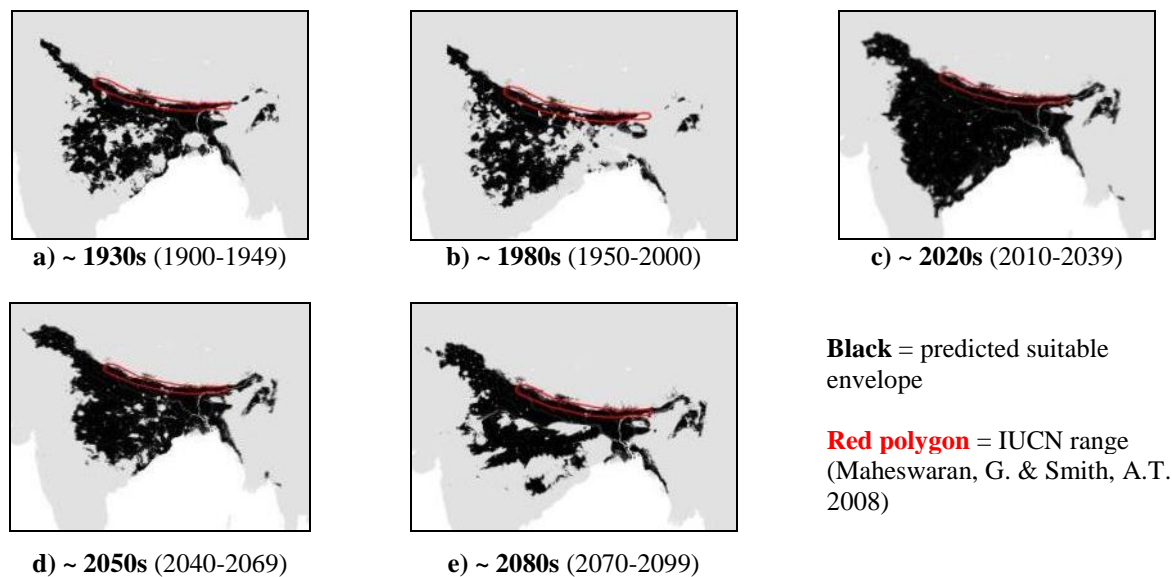 a) ~ 1930s (1900-1949)
b) ~ 1980s (1950-2000)
c) ~ 2020s (2010-2039)
Black = predicted suitable
envelope
Red polygon = IUCN range
(Maheswaran, G. & Smith, A.T.
2008)
d) ~ 2050s (2040-2069)
e) ~ 2080s (2070-2099)